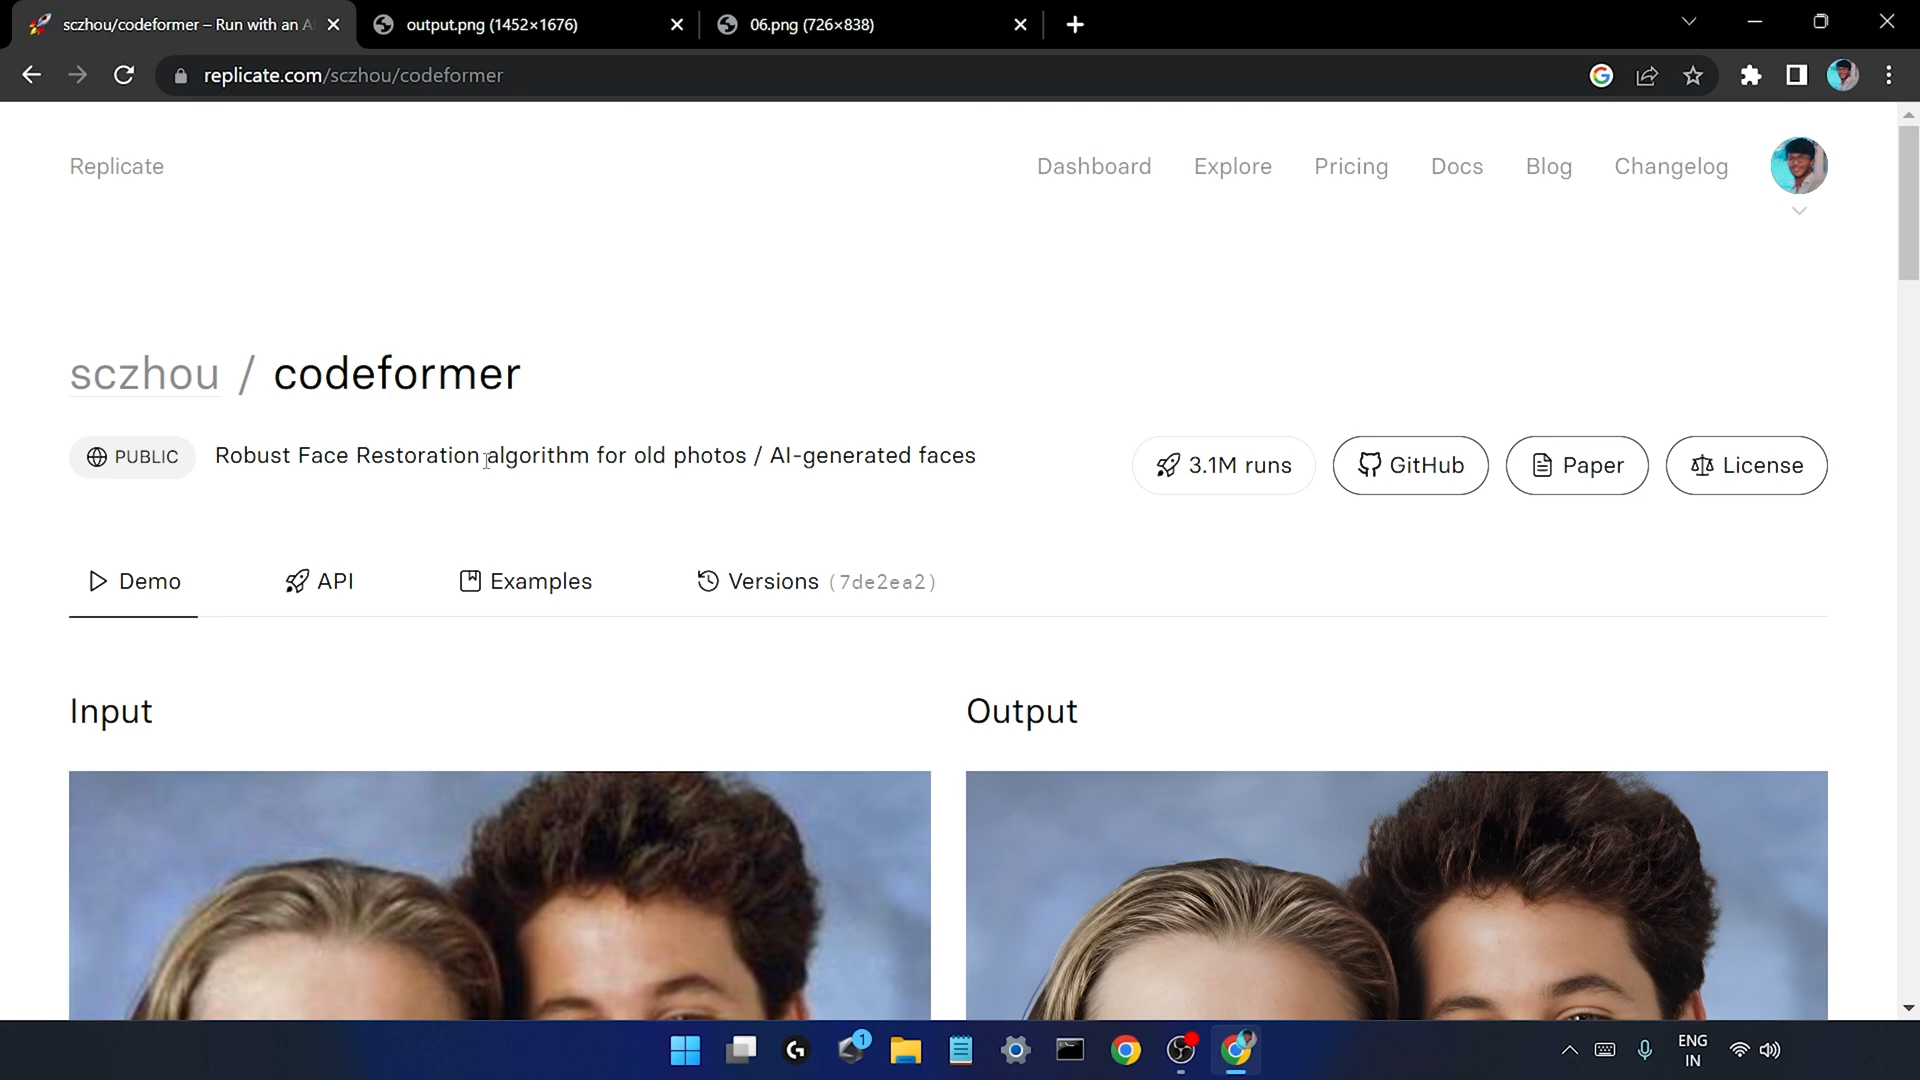 sczhou/codeformer – Run with an A
output.png (1452×1676)
06.png (726×838)
replicate.com/sczhou/codeformer
Replicate
Dashboard
Explore
Pricing
Docs
Blog
Changelog
sczhou / codeformer
PUBLIC
Robust Face Restoration algorithm for old photos / AI-generated faces
3.1M runs
GitHub
Paper
License
Demo
API
Examples
Versions (7de2ea2)
Input
Output
1
ENG
IN